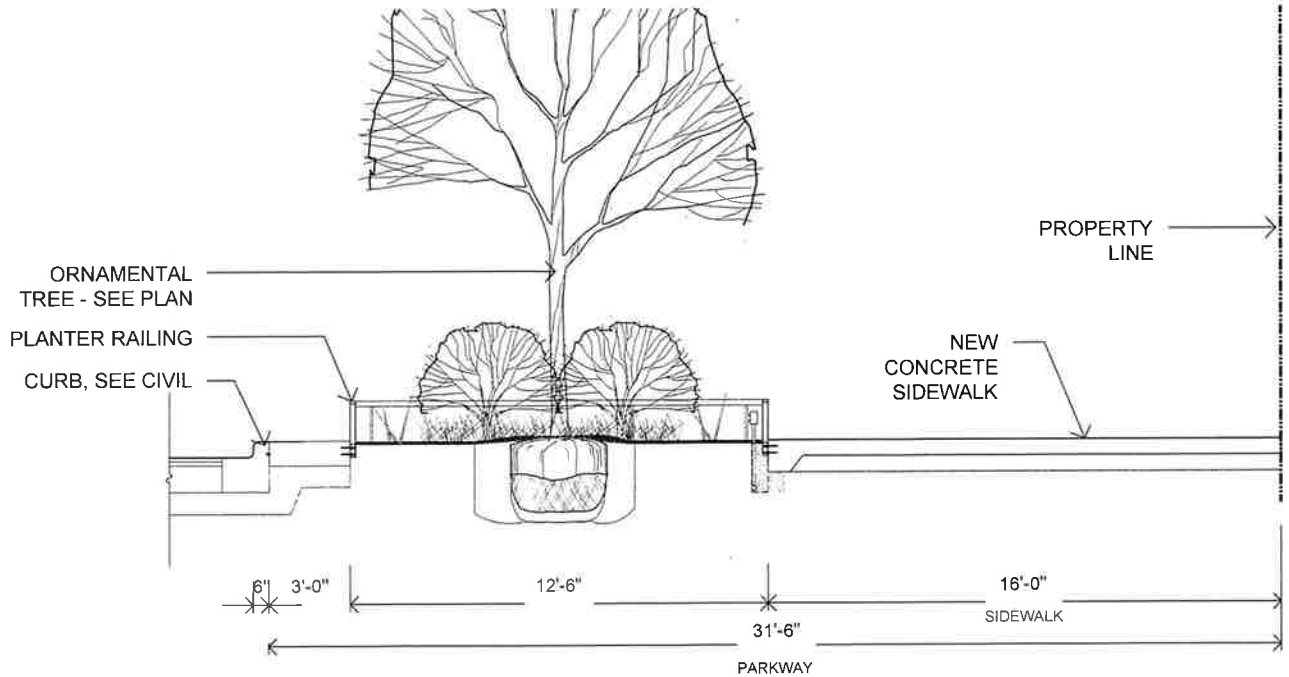 PROPERTY
LINE
ORNAMENTAL
TREE - SEE PLAN
PLANTER RAILING
CURB, SEE CIVIL
NEW
CONCRETE
SIDEWALK
6"
3'-0"
12'-6"
16'-0"
SIDEWALK
31'-6"
PARKWAY